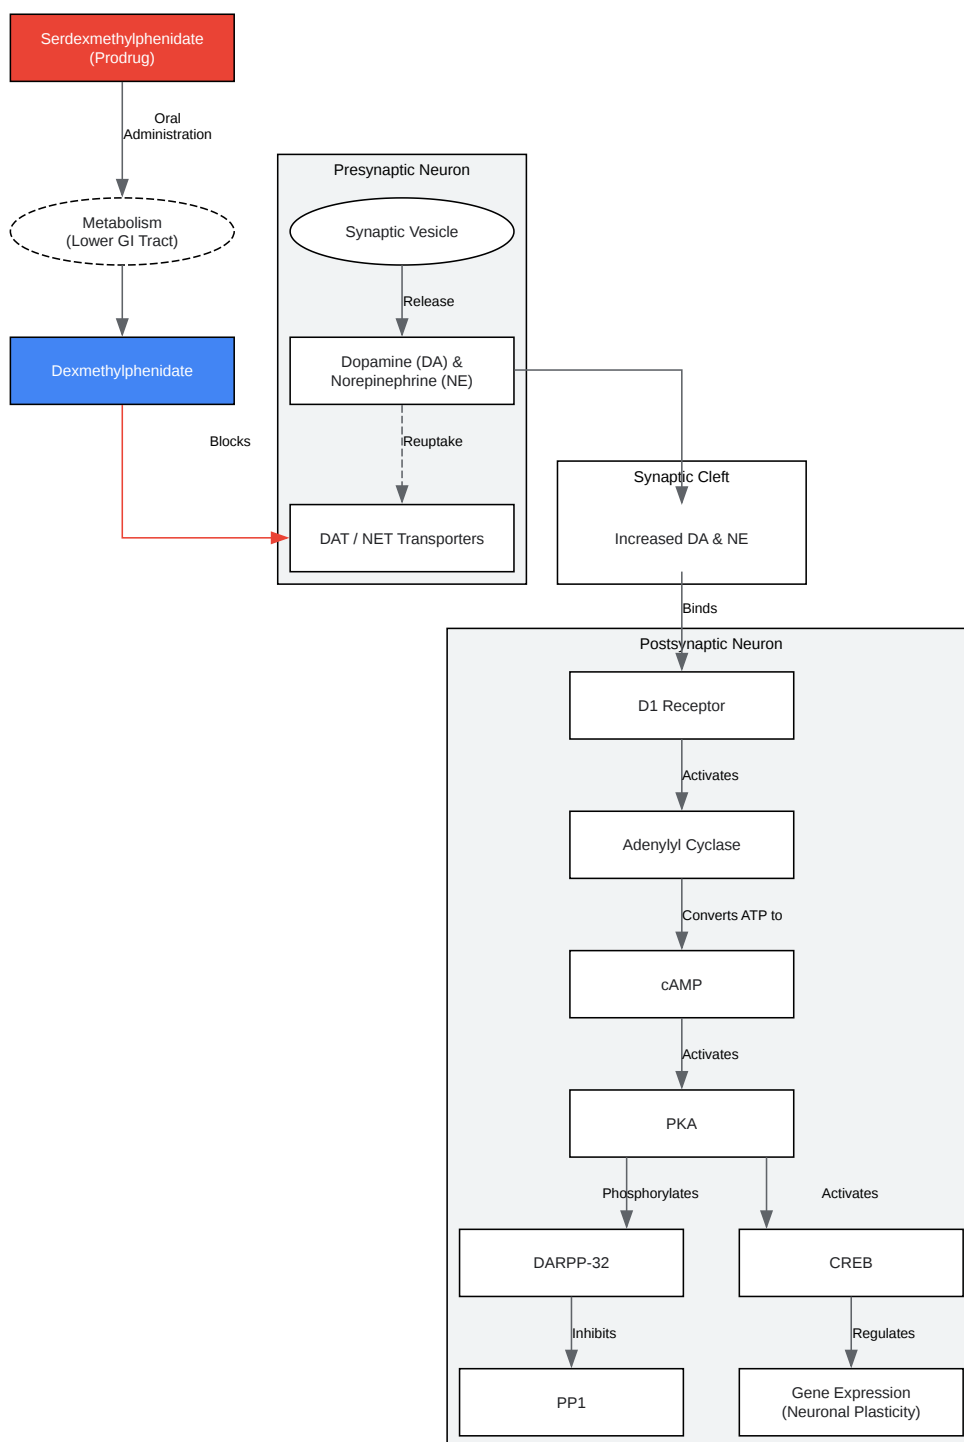 Serdexmethylphenidate
(Prodrug)
Oral
Administration
Metabolism
(Lower GI Tract)
Dexmethylphenidate
Blocks
Presynaptic Neuron
Synaptic Vesicle
Release
Dopamine (DA) &
Norepinephrine (NE)
Reuptake
DAT / NET Transporters
Synaptic Cleft
Increased DA & NE
Binds
Postsynaptic Neuron
D1 Receptor
Activates
Adenylyl Cyclase
Converts ATP to
cAMP
Activates
PKA
Phosphorylates
Activates
DARPP-32
CREB
Inhibits
Regulates
PP1
Gene Expression
(Neuronal Plasticity)